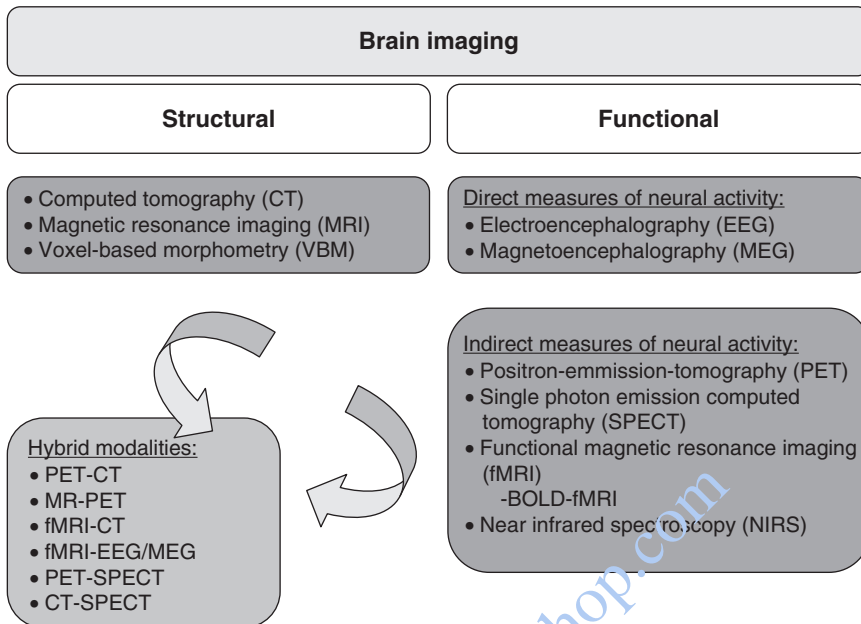 Brain imaging
Structural
Functional
• Computed tomography (CT)
• Magnetic resonance imaging (MRI)
• Voxel-based morphometry (VBM)
Direct measures of neural activity:
• Electroencephalography (EEG)
• Magnetoencephalography (MEG)
Indirect measures of neural activity:
• Positron-emmission-tomography (PET)
• Single photon emission computed
tomography (SPECT)
• Functional magnetic resonance imaging
(fMRI)
-BOLD-fMRI
• Near infrared spectroscopy (NIRS)
Hybrid modalities:
• PET-CT
• MR-PET
• fMRI-CT
• fMRI-EEG/MEG
• PET-SPECT
• CT-SPECT
hop.com